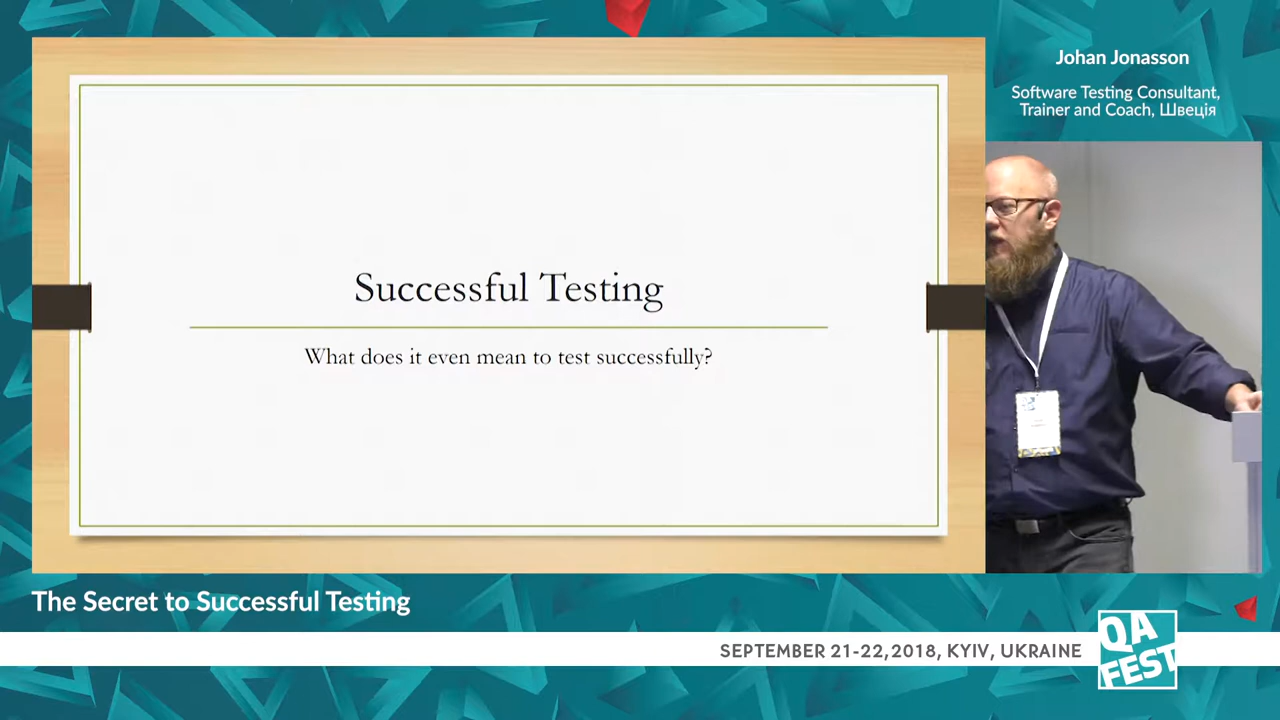 Johan Jonasson
Software Testing Consultant,
Trainer and Coach, Швеція
Successful Testing
What does it even mean to test successfully?
The Secret to Successful Testing
SEPTEMBER 21-22,2018, KYIV, UKRAINE
QA
FEST